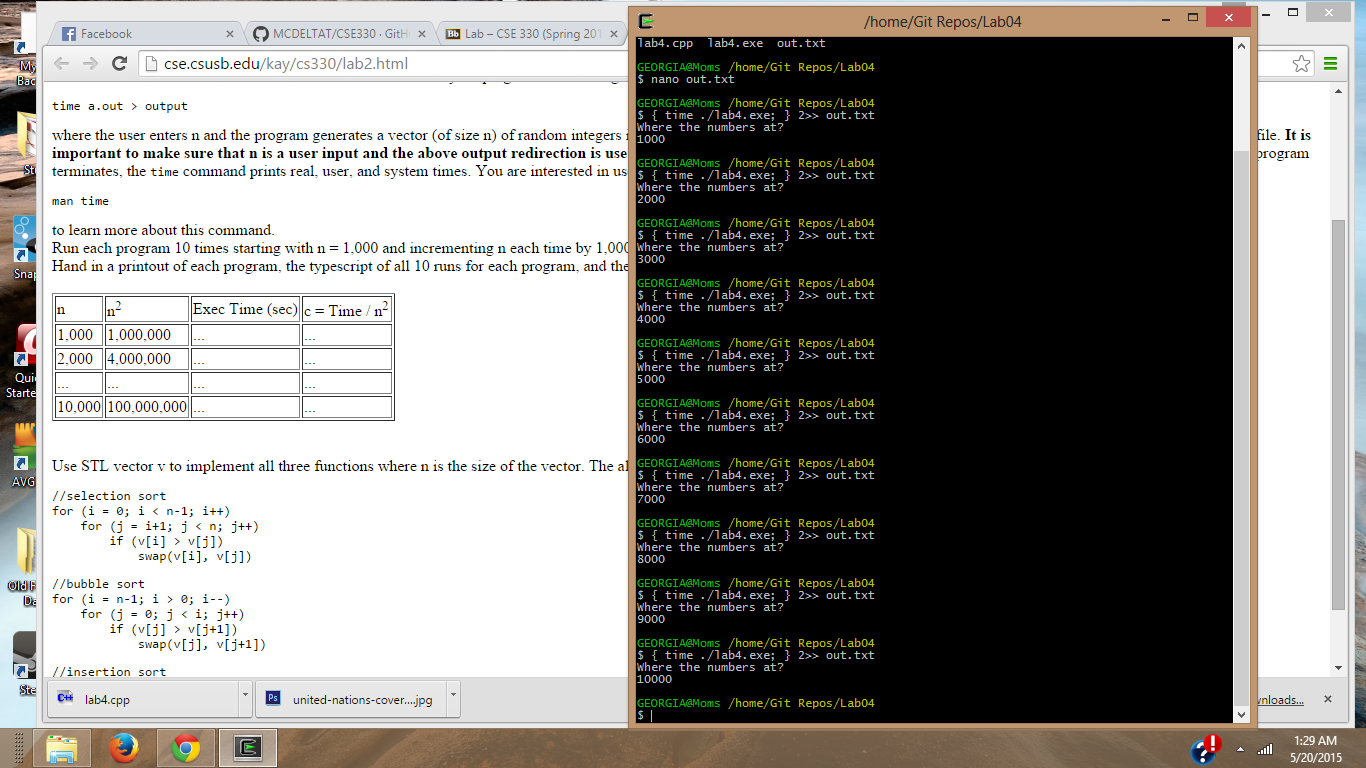 Facebook
MCDELTAT/CSE330 · GitH
Bb Lab – CSE 330 (Spring 201
cse.csusb.edu/kay/cs330/lab2.html
time a.out > output
where the user enters n and the program generates a vector (of size n) of random integers
file. It is
important to make sure that n is a user input and the above output redirection is use
program
terminates, the time command prints real, user, and system times. You are interested in us
man time
to learn more about this command.
Run each program 10 times starting with n = 1,000 and incrementing n each time by 1,000
Hand in a printout of each program, the typescript of all 10 runs for each program, and the
n n2 Exec Time (sec) c = Time / n2
1,000 1,000,000 ... ...
2,000 4,000,000 ... ...
... ... ... ...
10,000 100,000,000 ... ...
Use STL vector v to implement all three functions where n is the size of the vector. The al
//selection sort
for (i = 0; i < n-1; i++)
for (j = i+1; j < n; j++)
if (v[i] > v[j])
swap(v[i], v[j])
//bubble sort
for (i = n-1; i > 0; i--)
for (j = 0; j < i; j++)
if (v[j] > v[j+1])
swap(v[j], v[j+1])
//insertion sort
lab4.cpp
Ps united-nations-cover....jpg
wnloads...
/home/Git Repos/Lab04
lab4.cpp lab4.exe out.txt
GEORGIA@Moms /home/Git Repos/Lab04
$ nano out.txt
GEORGIA@Moms /home/Git Repos/Lab04
$ { time ./lab4.exe; } 2>> out.txt
Where the numbers at?
1000
GEORGIA@Moms /home/Git Repos/Lab04
$ { time ./lab4.exe; } 2>> out.txt
Where the numbers at?
2000
GEORGIA@Moms /home/Git Repos/Lab04
$ { time ./lab4.exe; } 2>> out.txt
Where the numbers at?
3000
GEORGIA@Moms /home/Git Repos/Lab04
$ { time ./lab4.exe; } 2>> out.txt
Where the numbers at?
4000
GEORGIA@Moms /home/Git Repos/Lab04
$ { time ./lab4.exe; } 2>> out.txt
Where the numbers at?
5000
GEORGIA@Moms /home/Git Repos/Lab04
$ { time ./lab4.exe; } 2>> out.txt
Where the numbers at?
6000
GEORGIA@Moms /home/Git Repos/Lab04
$ { time ./lab4.exe; } 2>> out.txt
Where the numbers at?
7000
GEORGIA@Moms /home/Git Repos/Lab04
$ { time ./lab4.exe; } 2>> out.txt
Where the numbers at?
8000
GEORGIA@Moms /home/Git Repos/Lab04
$ { time ./lab4.exe; } 2>> out.txt
Where the numbers at?
9000
GEORGIA@Moms /home/Git Repos/Lab04
$ { time ./lab4.exe; } 2>> out.txt
Where the numbers at?
10000
GEORGIA@Moms /home/Git Repos/Lab04
$
My
Bac
St
Snap
Quic
Starte
AVG
Old F
Da
Ste
1:29 AM
5/20/2015